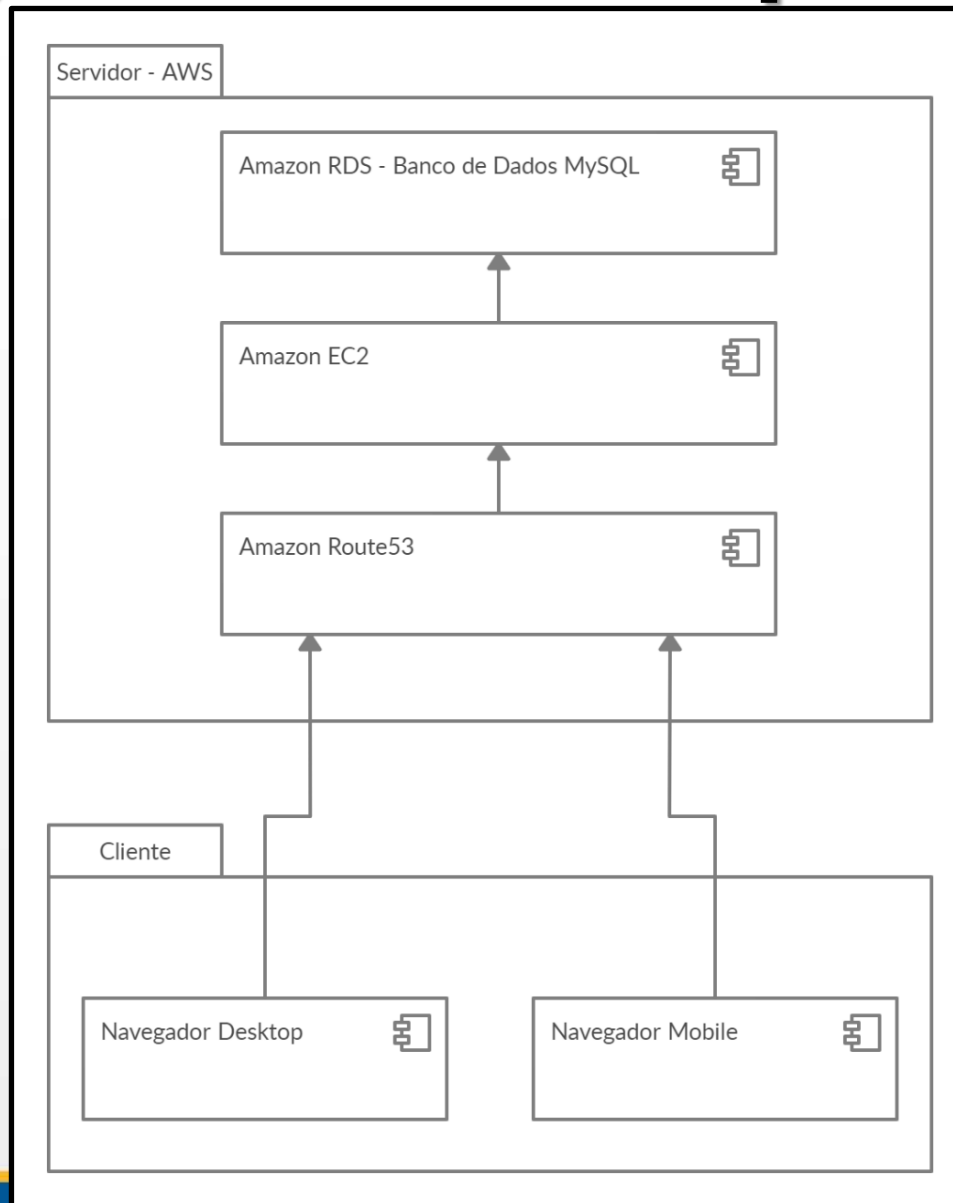 Servidor - AWS
Amazon RDS - Banco de Dados MySQL
Amazon EC2
Amazon Route53
Cliente
Navegador Desktop
Navegador Mobile